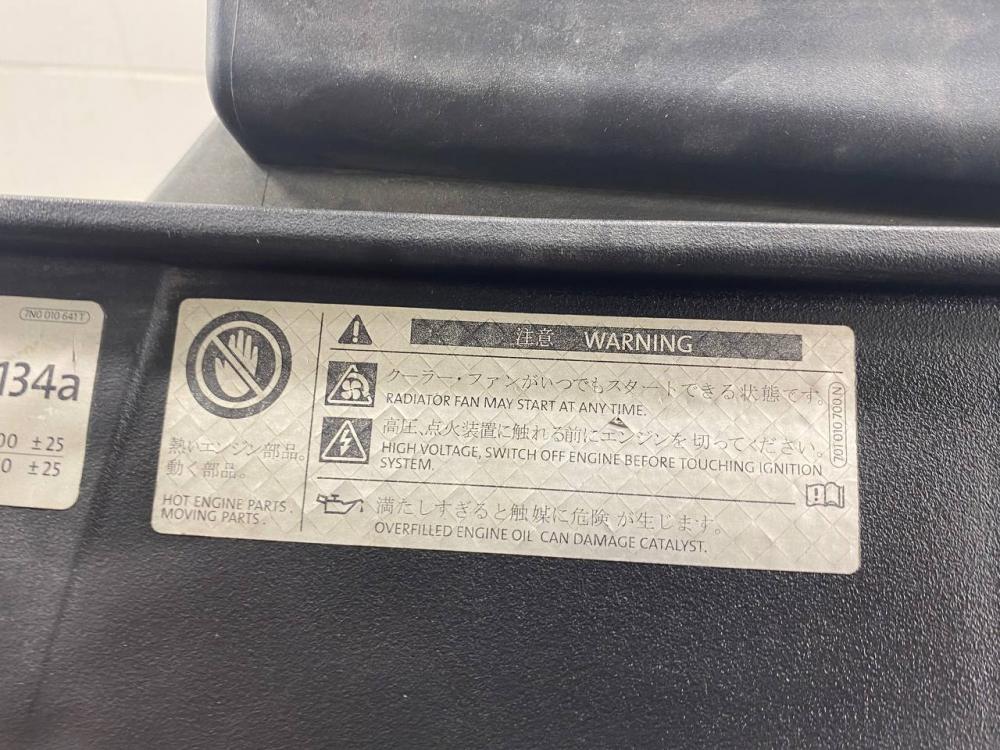 7N0 010 641 T
134a
00 ±25
0 ±25
注意 WARNING
クーラー・ファンがいつでもスタートできる状態です。
RADIATOR FAN MAY START AT ANY TIME.
高圧、点火装置に触れる前にエンジンを切ってください。
HIGH VOLTAGE, SWITCH OFF ENGINE BEFORE TOUCHING IGNITION
SYSTEM.
熱いエンジン部品。
動く部品。
HOT ENGINE PARTS.
MOVING PARTS.
満たしすぎると触媒に危険が生じます。
OVERFILLED ENGINE OIL CAN DAMAGE CATALYST.
701 010 700 N